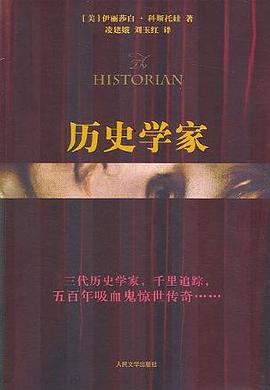 [美]伊丽莎白·科斯托娃 著
凌建娥 刘玉红 译
The
HISTORIAN
历史学家
三代历史学家，千里追踪，
五百年吸血鬼惊世传奇……
人民文学出版社